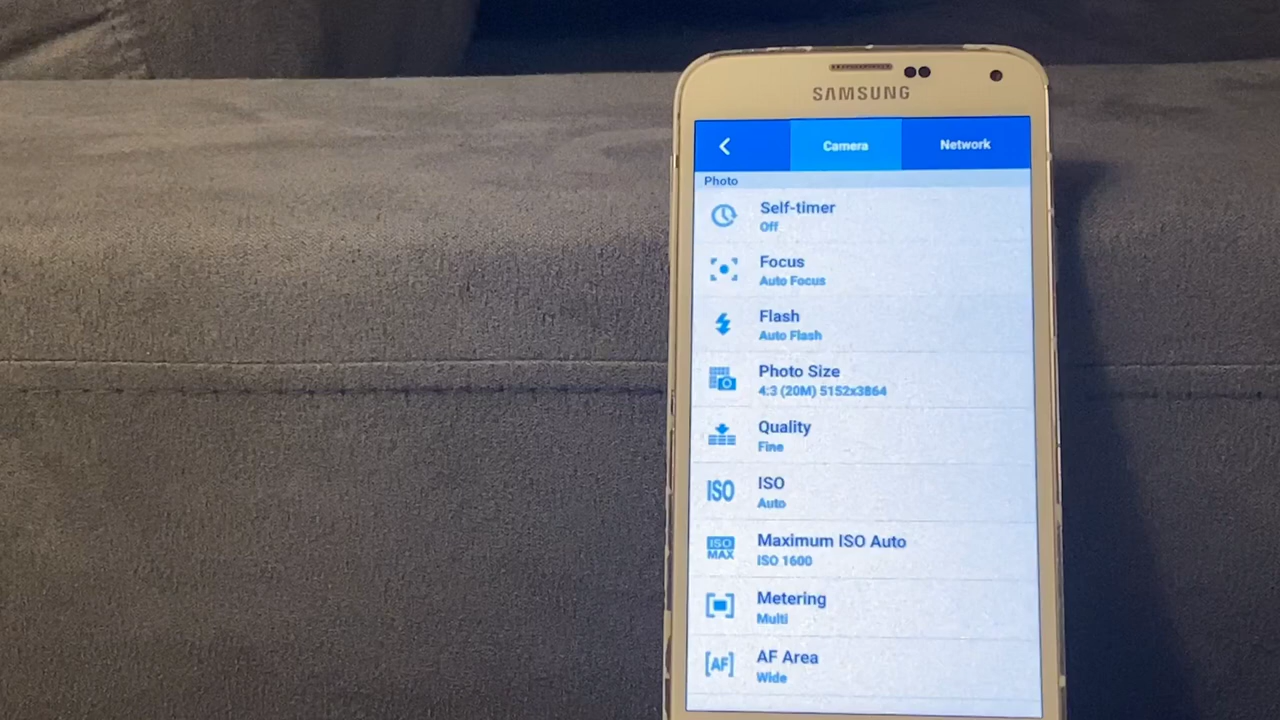 SAMSUNG
Camera Network
Photo
Self-timer
Off
Focus
Auto Focus
Flash
Auto Flash
Photo Size
4:3 (20M) 5152x3864
Quality
Fine
ISO ISO
Auto
ISO MAX Maximum ISO Auto
ISO 1600
Metering
Multi
[AF] AF Area
Wide